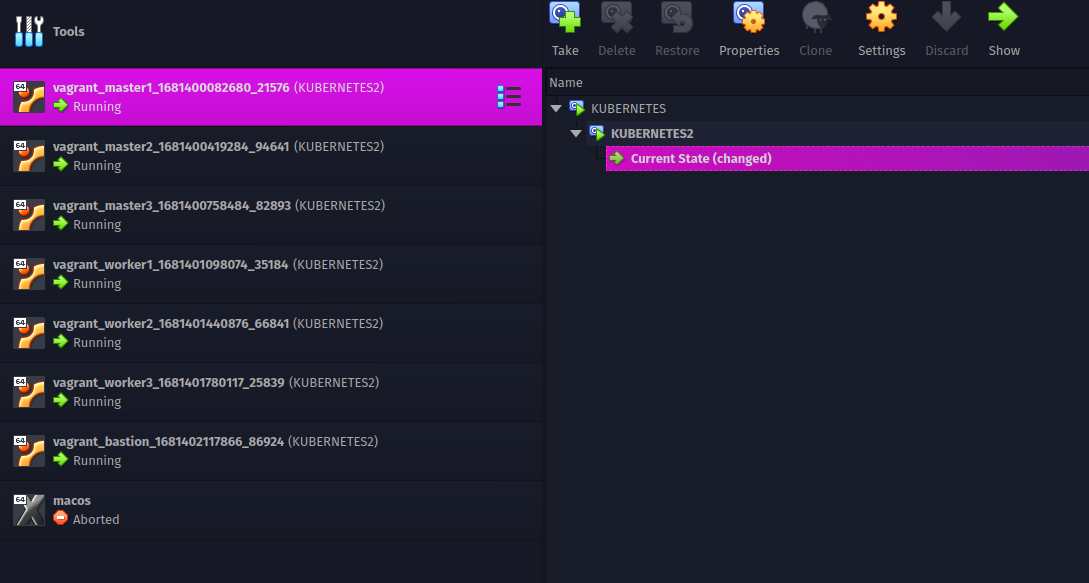 Tools
64
vagrant_master1_1681400082680_21576 (KUBERNETES2)
Running
64
vagrant_master2_1681400419284_94641 (KUBERNETES2)
Running
64
vagrant_master3_1681400758484_82893 (KUBERNETES2)
Running
64
vagrant_worker1_1681401098074_35184 (KUBERNETES2)
Running
64
vagrant_worker2_1681401440876_66841 (KUBERNETES2)
Running
64
vagrant_worker3_1681401780117_25839 (KUBERNETES2)
Running
64
vagrant_bastion_1681402117866_86924 (KUBERNETES2)
Running
64
macos
Aborted
Take Delete Restore Properties Clone Settings Discard Show
Name
KUBERNETES
KUBERNETES2
Current State (changed)